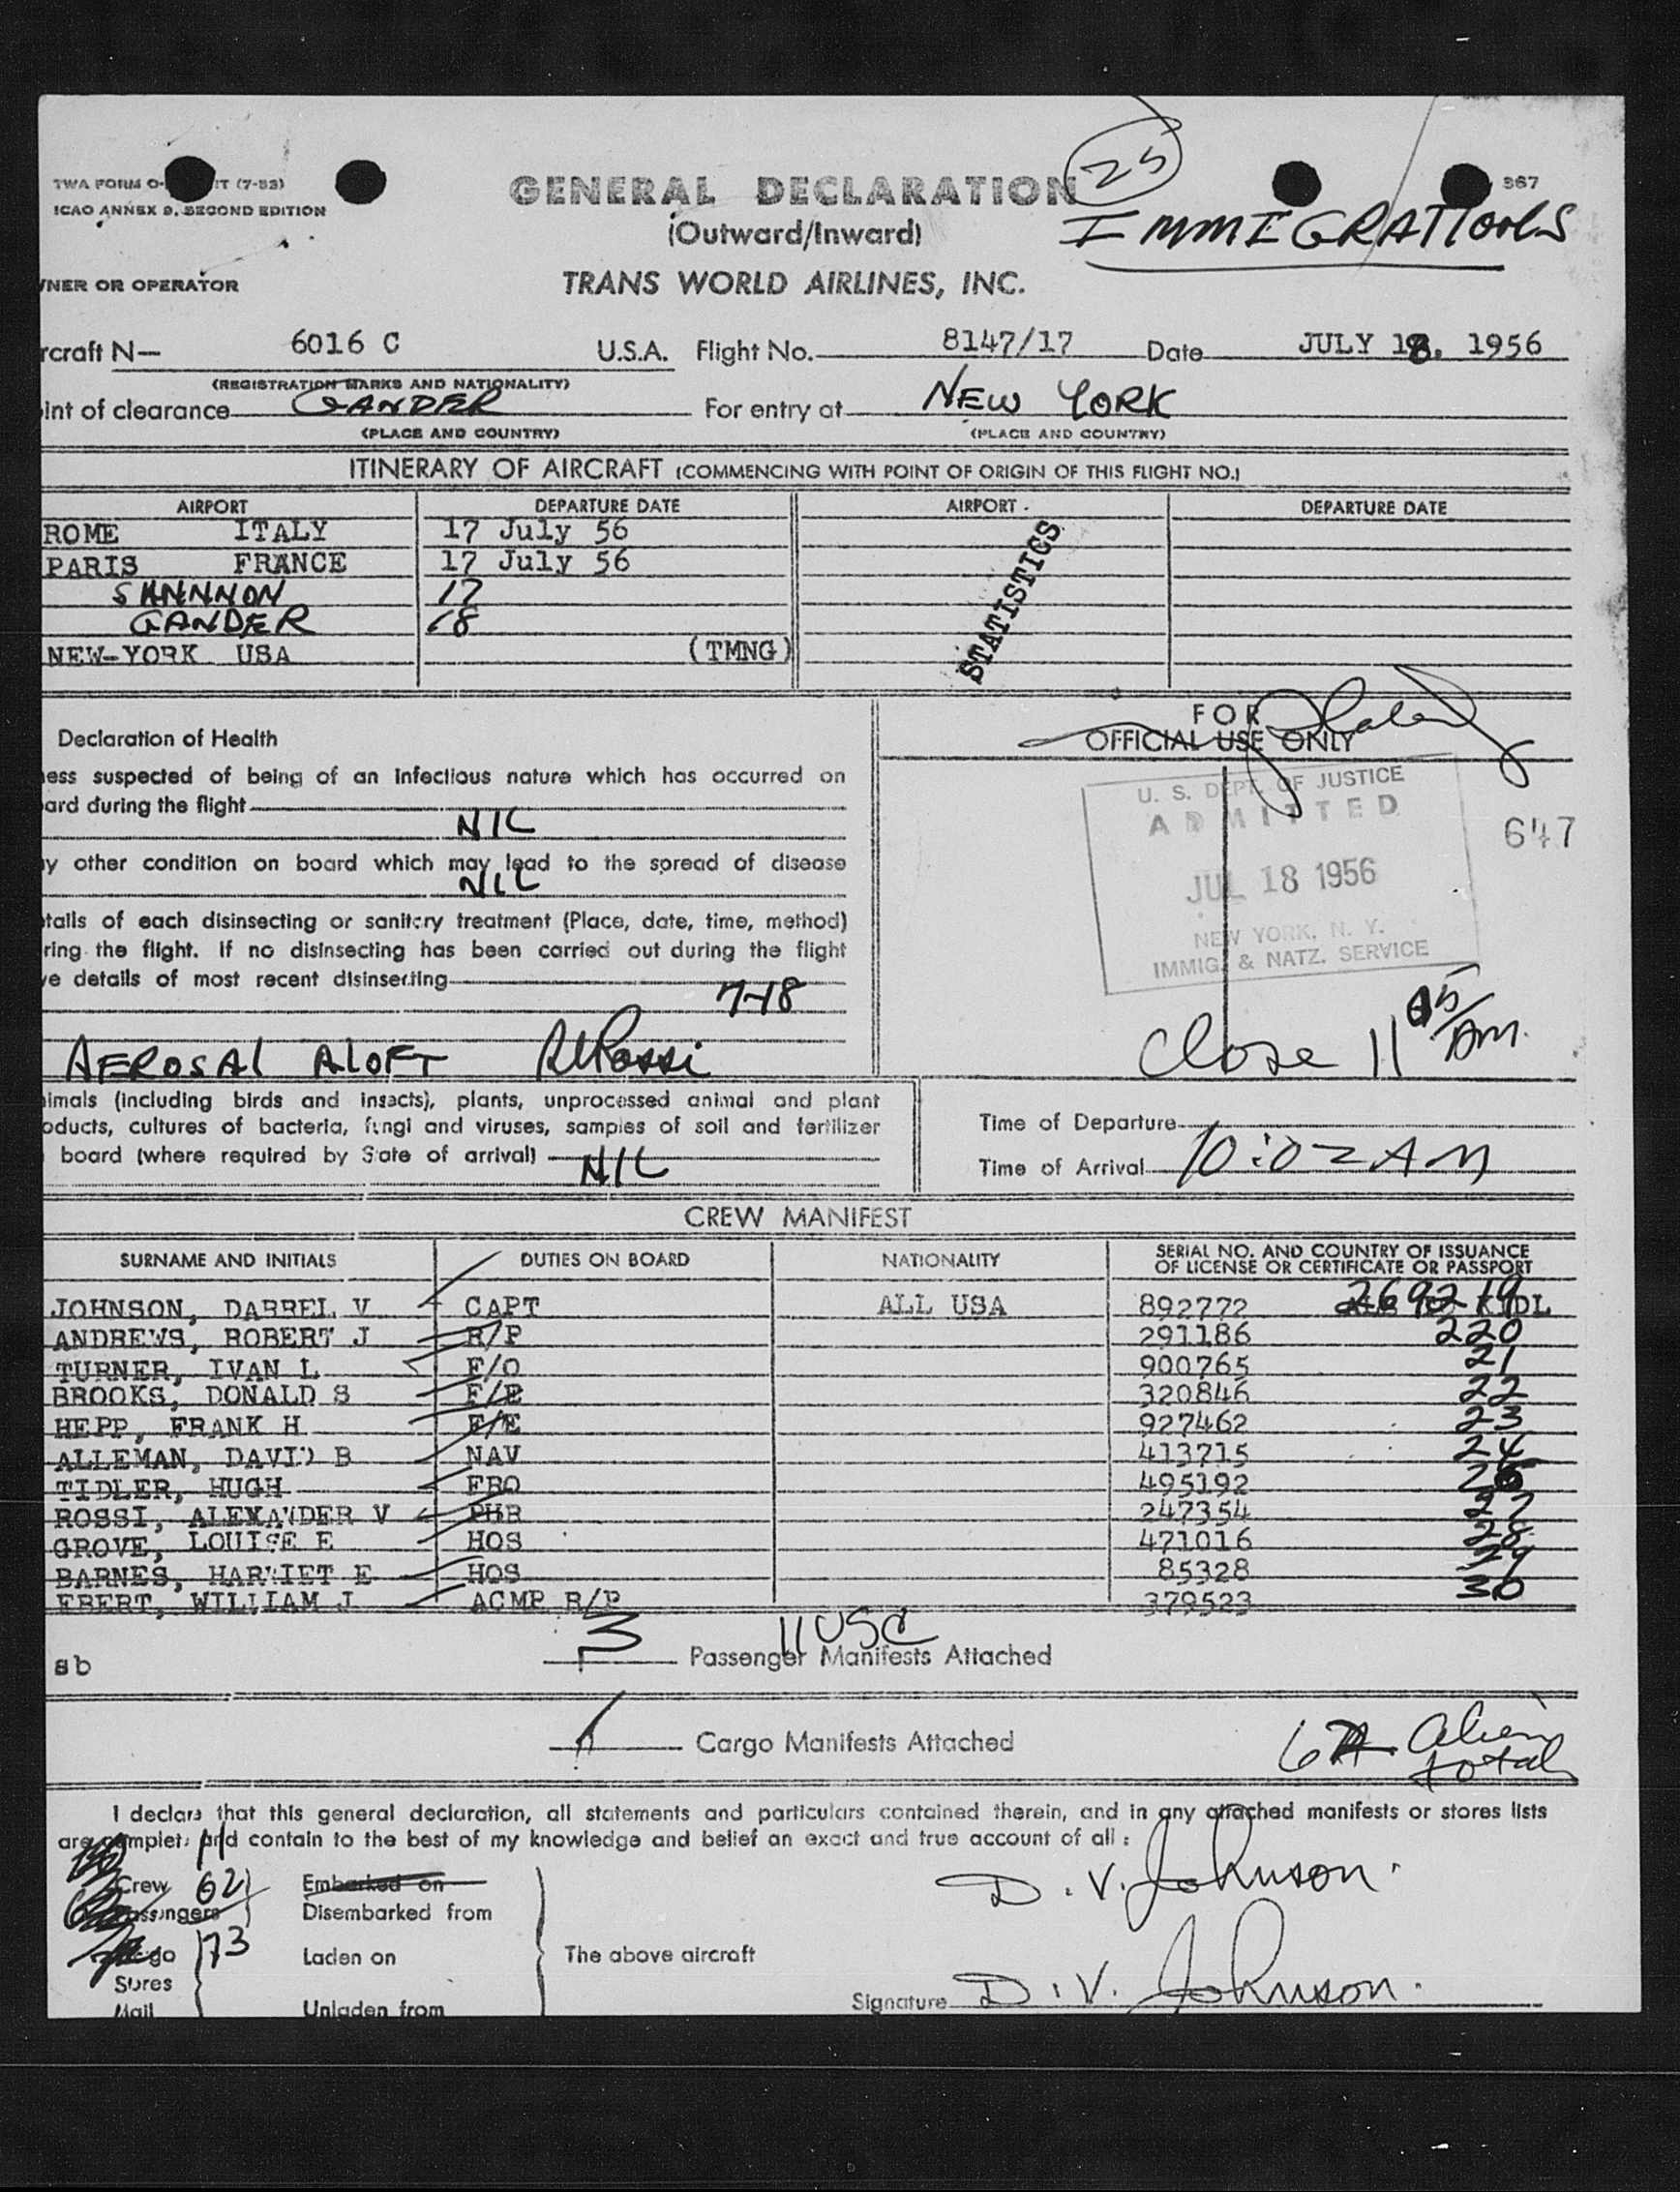 25
TWA FORM O- IT (7-53)
367
ICAO ANNEX 9, SECOND EDITION
GENERAL DECLARATION
(Outward/Inward)
IMMIGRATIONS
NER OR OPERATOR
TRANS WORLD AIRLINES, INC.
rcraft N— 6016 C U.S.A. Flight No. 8147/17 Date JULY 18, 1956
(REGISTRATION MARKS AND NATIONALITY)
int of clearance GANDER For entry at NEW YORK
(PLACE AND COUNTRY) (PLACE AND COUNTRY)
ITINERARY OF AIRCRAFT (COMMENCING WITH POINT OF ORIGIN OF THIS FLIGHT NO.)
AIRPORT DEPARTURE DATE AIRPORT DEPARTURE DATE
ROME ITALY 17 July 56
PARIS FRANCE 17 July 56
SHNNNON 17
GANDER 18
NEW-YORK USA (TMNG)
STATISTICS
Declaration of Health
FOR
OFFICIAL USE ONLY
ess suspected of being of an infectious nature which has occurred on
ard during the flight
NIL
y other condition on board which may lead to the spread of disease
NIL
tails of each disinsecting or sanitary treatment (Place, date, time, method)
ring the flight. If no disinsecting has been carried out during the flight
ve details of most recent disinsecting
7-18
AEROSAl ALOFT
U. S. DEPT. OF JUSTICE
ADMITTED
JUL 18 1956
NEW YORK, N. Y.
IMMIG. & NATZ. SERVICE
647
Close 11 05/AM.
imals (including birds and insects), plants, unprocessed animal and plant
oducts, cultures of bacteria, fungi and viruses, samples of soil and fertilizer
board (where required by State of arrival) NIL
Time of Departure
Time of Arrival 10:02 AM
CREW MANIFEST
SURNAME AND INITIALS DUTIES ON BOARD NATIONALITY SERIAL NO. AND COUNTRY OF ISSUANCE
OF LICENSE OR CERTIFICATE OR PASSPORT
JOHNSON, DARREL V CAPT ALL USA 892772 269219
ANDREWS, ROBERT J R/P 291186 220
TURNER, IVAN L F/O 900765 21
BROOKS, DONALD S F/E 320846 22
HEPP, FRANK H F/E 927462 23
ALLEMAN, DAVID B NAV 413715 24
TIDLER, HUGH FRO 495192
ROSSI, ALEXANDER V PHR 247354 27
GROVE, LOUISE E HOS 471016 28
BARNES, HARRIET E HOS 85328 29
EBERT, WILLIAM J ACMP R/P 379523 30
sb
3 Passenger Manifests Attached
11 USC
1 Cargo Manifests Attached
alien
total
I declare that this general declaration, all statements and particulars contained therein, and in any attached manifests or stores lists
are complete and contain to the best of my knowledge and belief an exact and true account of all :
11
Crew 62 Embarked on
Passengers Disembarked from
D. V. Johnson.
73 Laden on The above aircraft
Stores
Signature D. V. Johnson.
Mail Unladen from